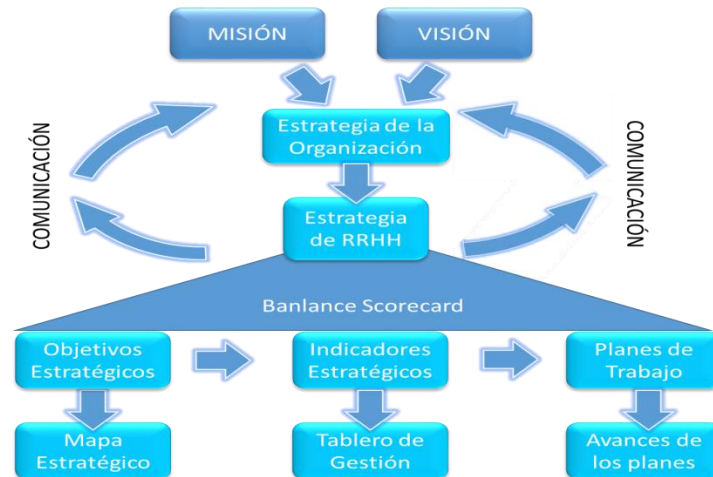 MISIÓN
VISIÓN
COMUNICACIÓN
Estrategia de la
Organización
COMUNICACIÓN
Estrategia
de RRHH
Banlance Scorecard
Objetivos
Estratégicos
Indicadores
Estratégicos
Planes de
Trabajo
Mapa
Estratégico
Tablero de
Gestión
Avances de
los planes